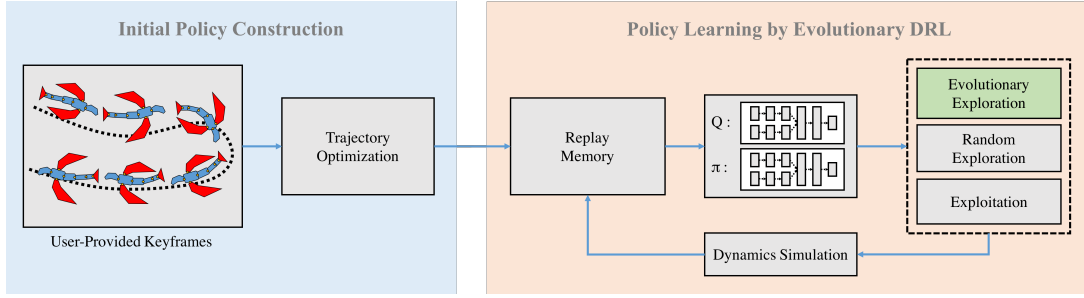 Initial Policy Construction
User-Provided Keyframes
Trajectory
Optimization
Policy Learning by Evolutionary DRL
Replay
Memory
Q :
π :
Evolutionary
Exploration
Random
Exploration
Exploitation
Dynamics Simulation